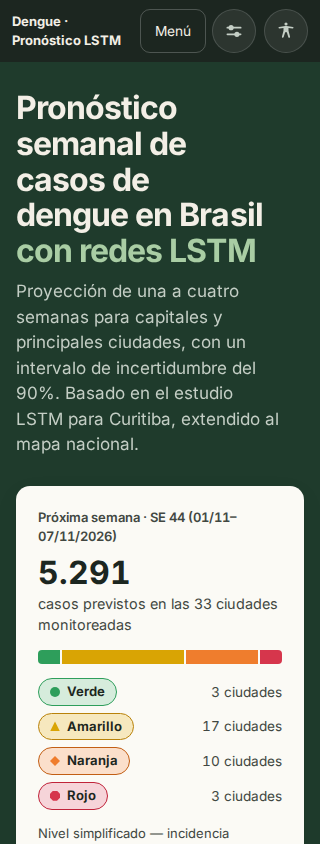 Dengue ·
Pronóstico LSTM
Menú
Pronóstico
semanal de
casos de
dengue en Brasil
con redes LSTM
Proyección de una a cuatro
semanas para capitales y
principales ciudades, con un
intervalo de incertidumbre del
90%. Basado en el estudio
LSTM para Curitiba, extendido al
mapa nacional.
Próxima semana · SE 44 (01/11–
07/11/2026)
5.291
casos previstos en las 33 ciudades
monitoreadas
Verde 3 ciudades
Amarillo 17 ciudades
Naranja 10 ciudades
Rojo 3 ciudades
Nivel simplificado — incidencia